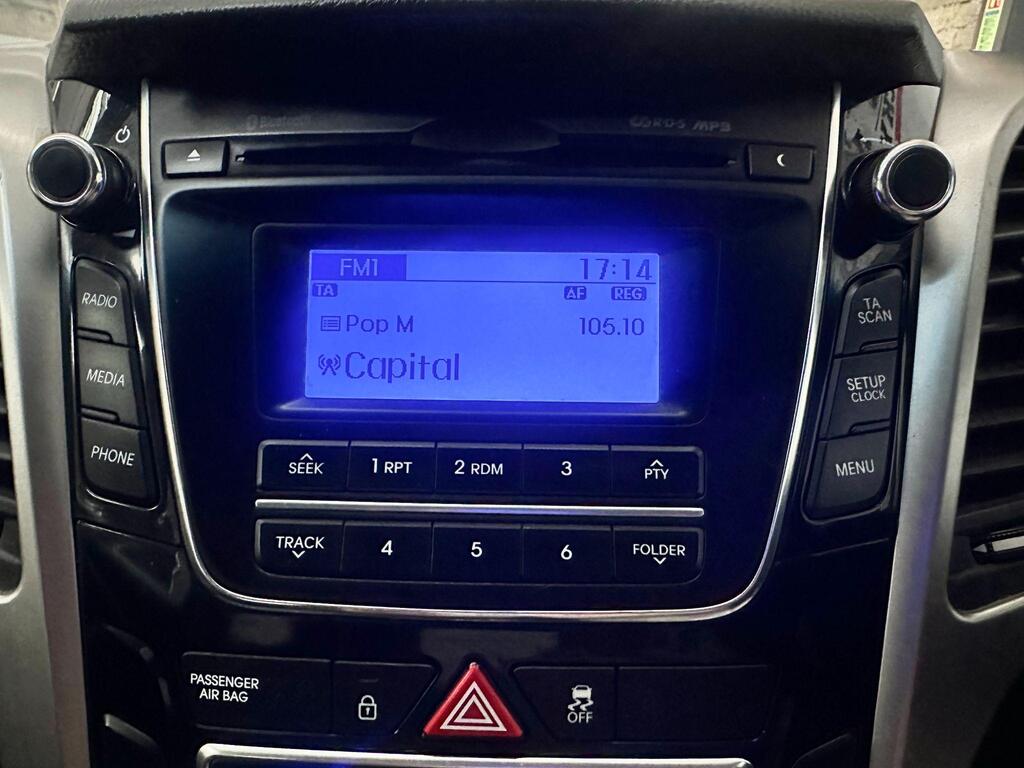 Bluetooth
R·D·S MP3
FM1 17:14
TA AF REG
Pop M 105.10
Capital
RADIO
MEDIA
PHONE
TA
SCAN
SETUP
CLOCK
MENU
SEEK 1 RPT 2 RDM 3 PTY
TRACK 4 5 6 FOLDER
PASSENGER
AIR BAG
OFF